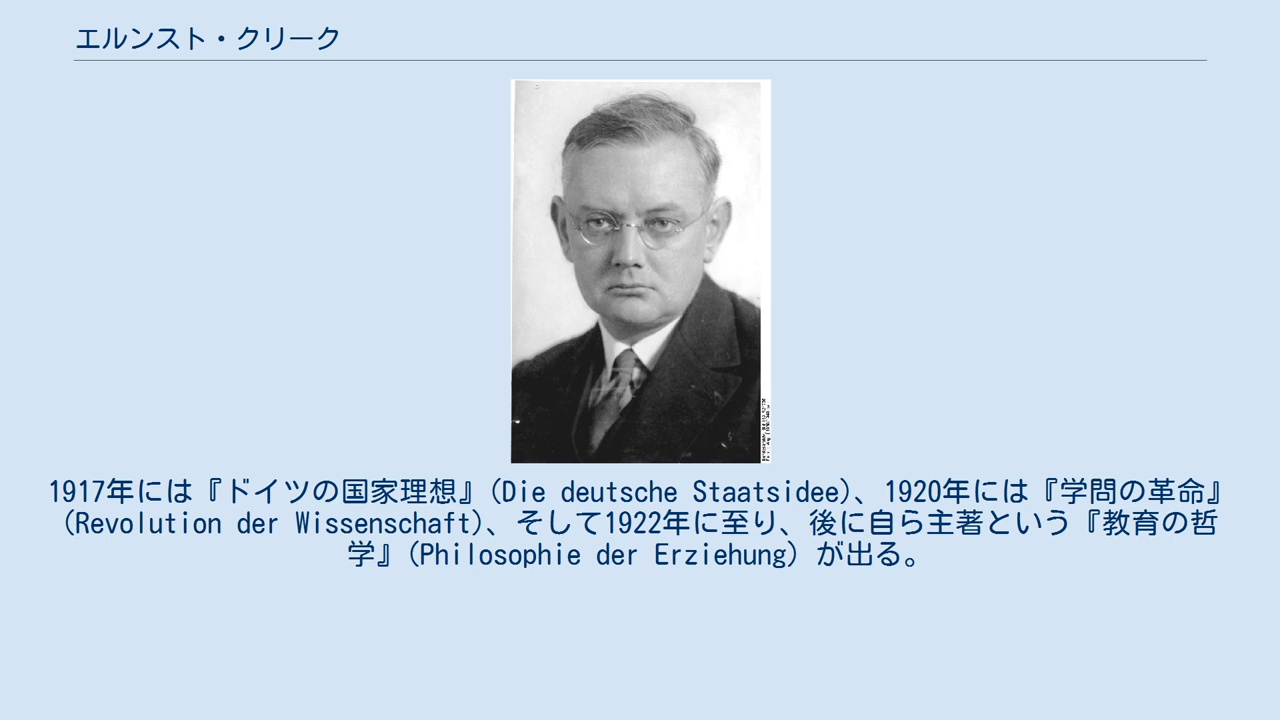 エルンスト・クリーク
1917年には『ドイツの国家理想』(Die deutsche Staatsidee)、1920年には『学問の革命』
(Revolution der Wissenschaft)、そして1922年に至り、後に自ら主著という『教育の哲
学』(Philosophie der Erziehung) が出る。